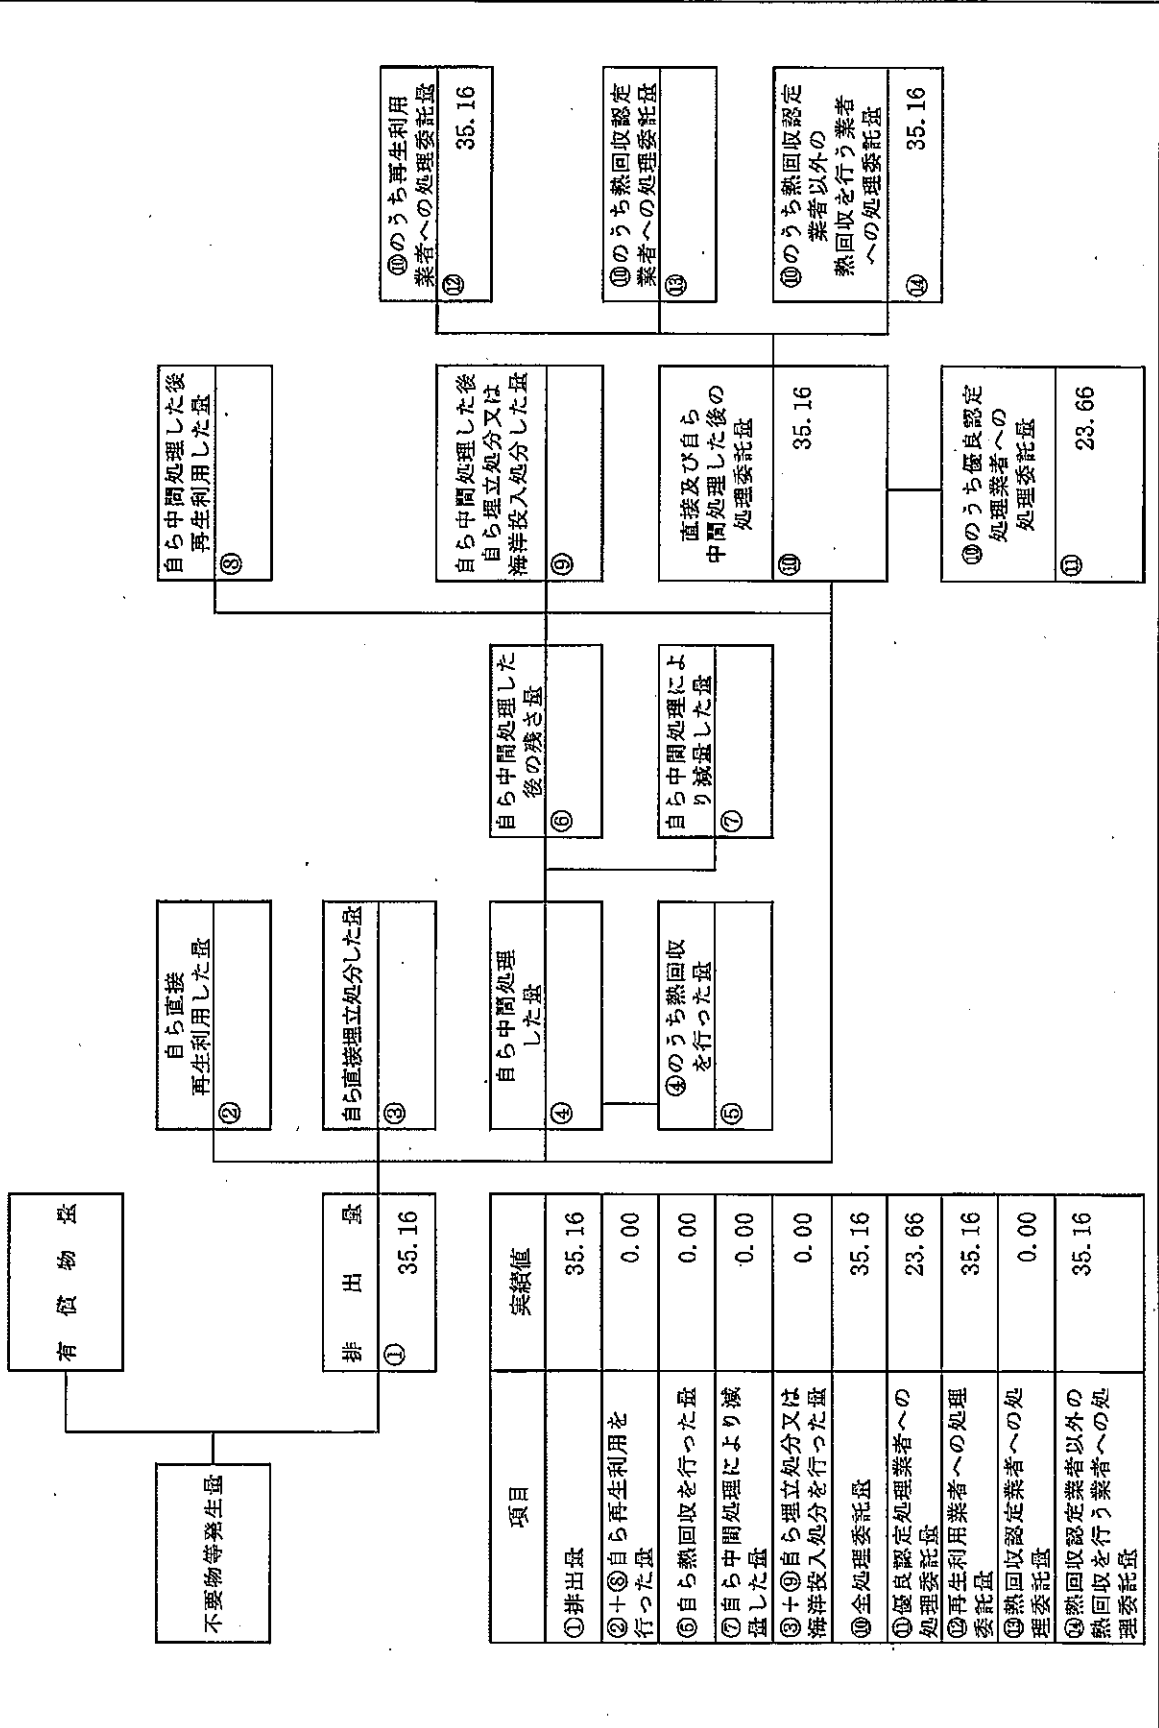 不要物等発生量
有償物量
排出量
①
35.16
自ら直接
再生利用した量
②
自ら直接埋立処分した量
③
自ら中間処理
した量
④
④のうち熱回収
を行った量
⑤
自ら中間処理した
後の残さ量
⑥
自ら中間処理によ
り減量した量
⑦
自ら中間処理した後
再生利用した量
⑧
自ら中間処理した後
自ら埋立処分又は
海洋投入処分した量
⑨
直接及び自ら
中間処理した後の
処理委託量
⑩
35.16
⑩のうち優良認定
処理業者への
処理委託量
⑪
23.66
⑩のうち再生利用
業者への処理委託量
⑫
35.16
⑩のうち熱回収認定
業者への処理委託量
⑬
⑩のうち熱回収認定
業者以外の
熱回収を行う業者
への処理委託量
⑭
35.16
項目
実績値
①排出量
35.16
②+⑧自ら再生利用を
行った量
0.00
⑥自ら熱回収を行った量
0.00
⑦自ら中間処理により減
量した量
0.00
③+⑨自ら埋立処分又は
海洋投入処分を行った量
0.00
⑩全処理委託量
35.16
⑪優良認定処理業者への
処理委託量
23.66
⑫再生利用業者への処理
委託量
35.16
⑬熱回収認定業者への処
理委託量
0.00
⑭熱回収認定業者以外の
熱回収を行う業者への処
理委託量
35.16